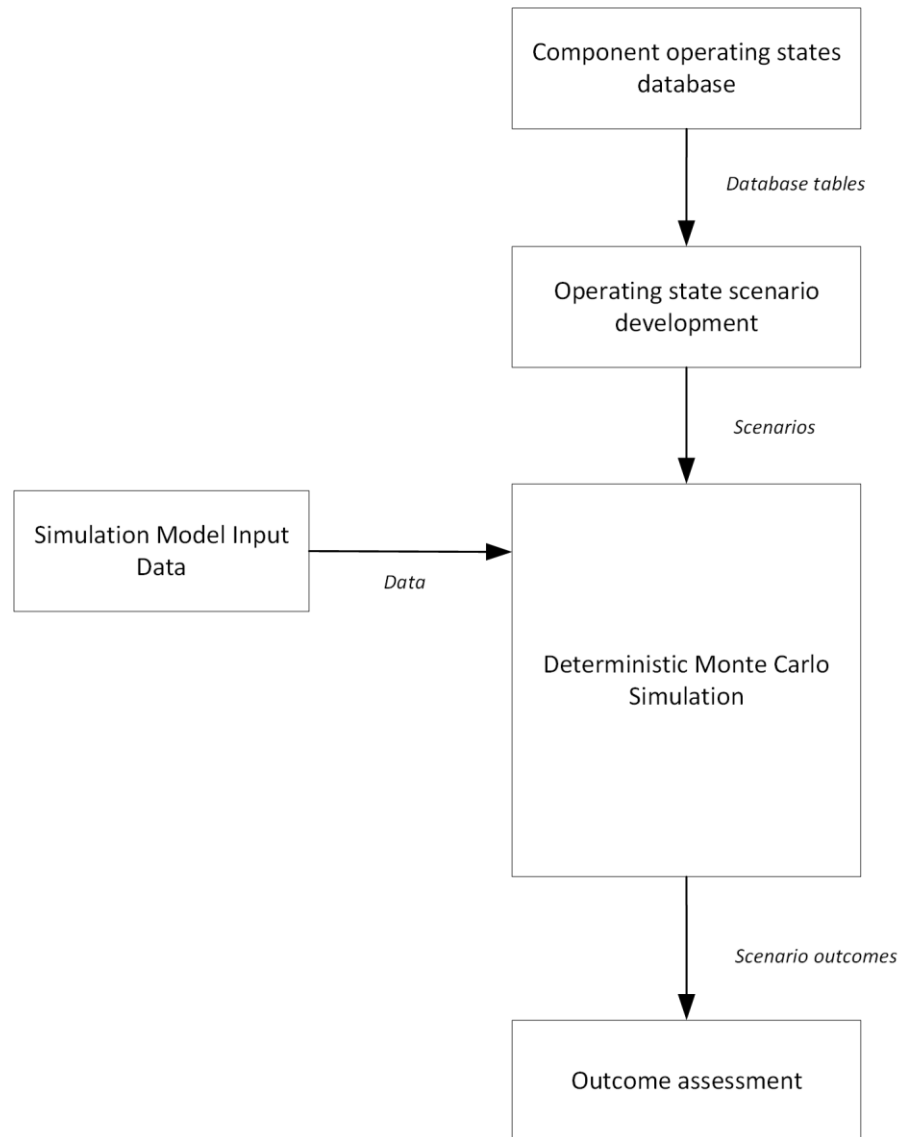 Component operating states
database
Database tables
Operating state scenario
development
Scenarios
Simulation Model Input
Data
Data
Deterministic Monte Carlo
Simulation
Scenario outcomes
Outcome assessment